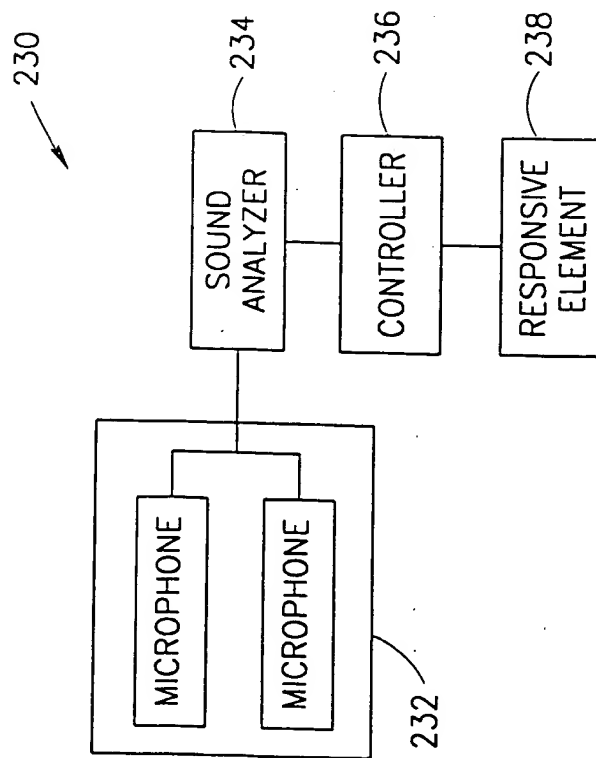 230
234
SOUND
ANALYZER
236
CONTROLLER
238
RESPONSIVE
ELEMENT
MICROPHONE
MICROPHONE
232